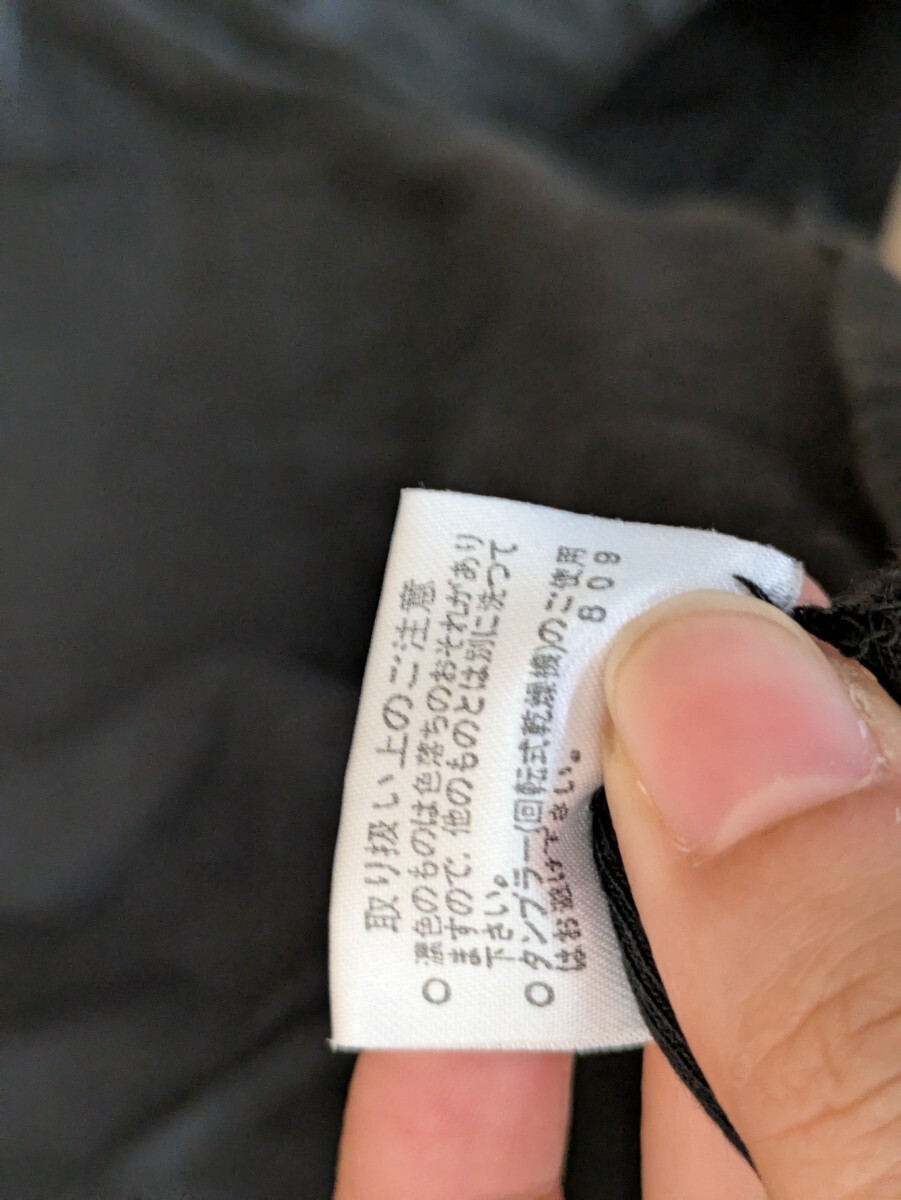 取り扱い上のご注意
○濃色のものは色落ちのおそれがあり
ますので、他のものとは別に洗って
下さい。
○タンブラー(回転式乾燥機)のご使用
はお避け下さい。
809